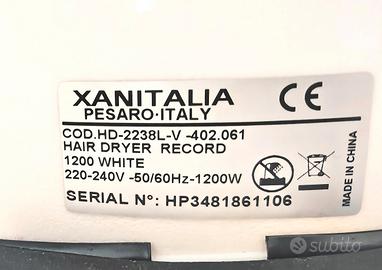 XANITALIA
PESARO·ITALY
COD.HD-2238L-V -402.061
HAIR DRYER RECORD
1200 WHITE
220-240V -50/60Hz-1200W
SERIAL N°: HP3481861106
CE
MADE IN CHINA
subito